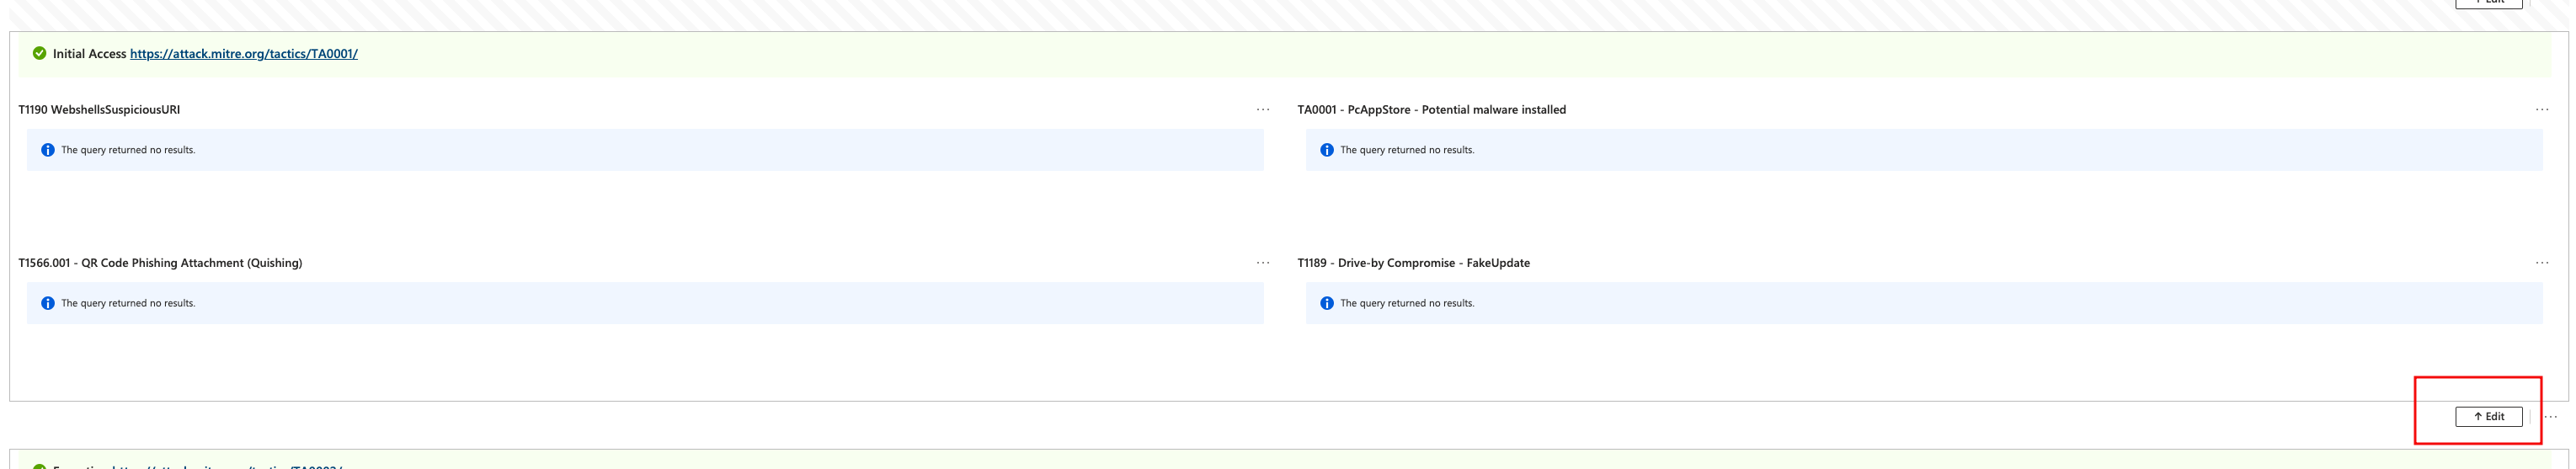 Edit
Initial Access https://attack.mitre.org/tactics/TA0001/
T1190 WebshellsSuspiciousURI
TA0001 - PcAppStore - Potential malware installed
The query returned no results.
The query returned no results.
T1566.001 - QR Code Phishing Attachment (Quishing)
T1189 - Drive-by Compromise - FakeUpdate
The query returned no results.
The query returned no results.
↑ Edit